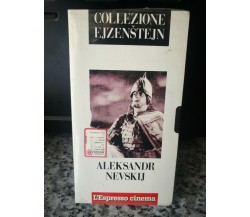 COLLEZIONE
EJZENŠTEJN
ALEKSANDR
NEVSKIJ
L'Espresso cinema